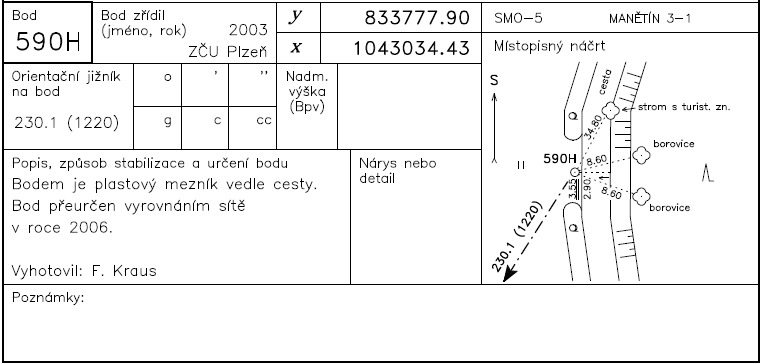 Bod
590H
Bod zřídil
(jméno, rok) 2003
ZČU Plzeň
y 833777.90
x 1043034.43
SMO-5 MANĚTÍN 3-1
Orientační jižník
na bod
230.1 (1220)
o ' ''
g c cc
Nadm.
výška
(Bpv)
Místopisný náčrt
S
cesta
strom s turist. zn.
34.80
borovice
590H
8.60
3.55
2.90
8.60
borovice
230.1 (1220)
Popis, způsob stabilizace a určení bodu
Bodem je plastový mezník vedle cesty.
Bod přeurčen vyrovnáním sítě
v roce 2006.
Vyhotovil: F. Kraus
Nárys nebo
detail
Poznámky: